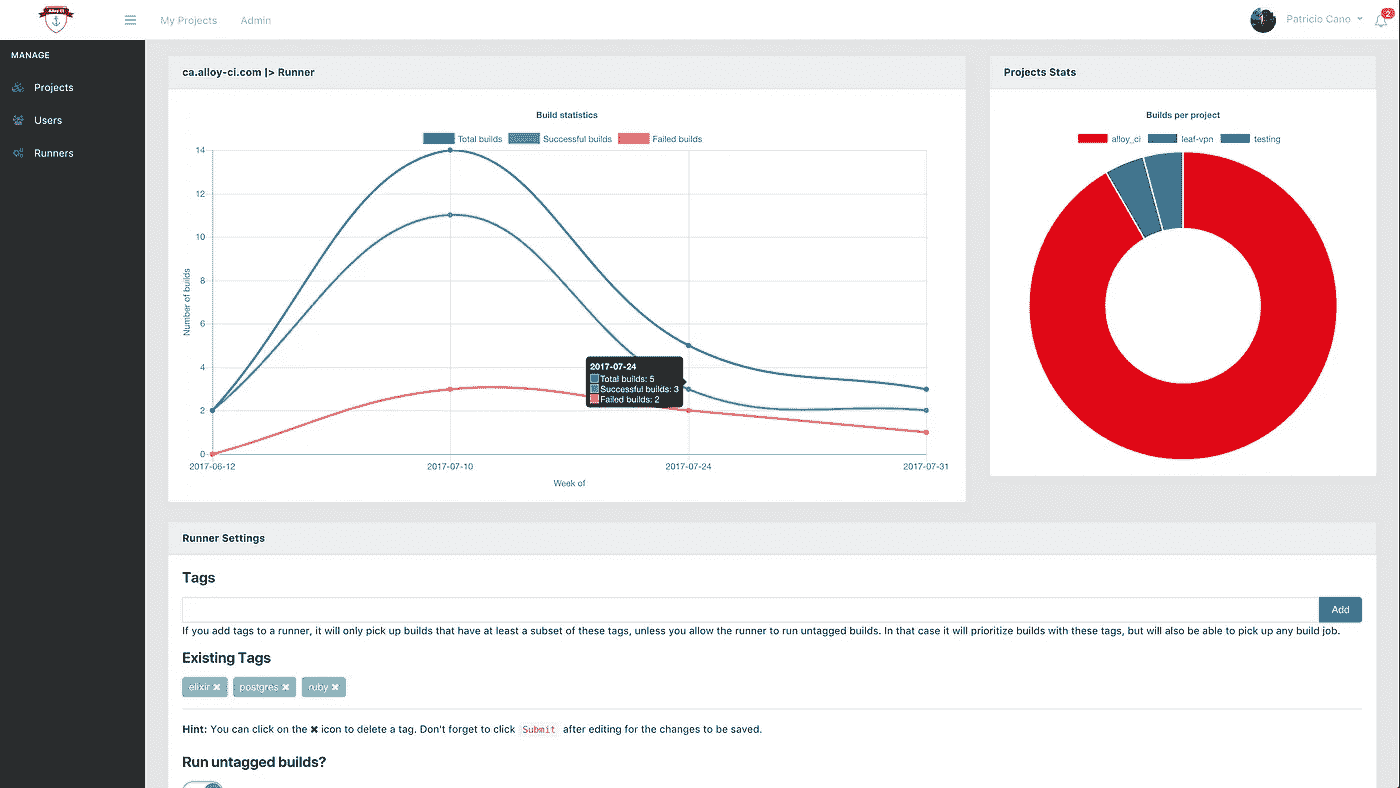 Alloy CI
My Projects Admin
Patricio Cano
2
MANAGE
Projects
Users
Runners
ca.alloy-ci.com |> Runner
Build statistics
Total builds Successful builds Failed builds
Number of builds
14
12
10
8
6
4
2
0
2017-07-24
Total builds: 5
Successful builds: 3
Failed builds: 2
2017-06-12 2017-07-10 2017-07-24 2017-07-31
Week of
Projects Stats
Builds per project
alloy_ci leaf-vpn testing
Runner Settings
Tags
Add
If you add tags to a runner, it will only pick up builds that have at least a subset of these tags, unless you allow the runner to run untagged builds. In that case it will prioritize builds with these tags, but will also be able to pick up any build job.
Existing Tags
elixir ✖ postgres ✖ ruby ✖
Hint: You can click on the ✖ icon to delete a tag. Don't forget to click Submit after editing for the changes to be saved.
Run untagged builds?